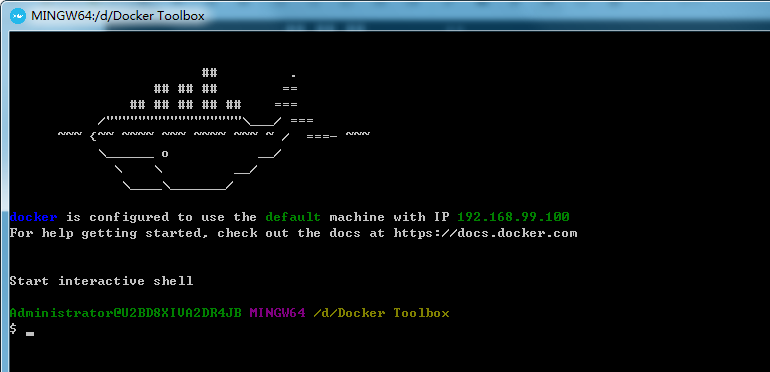 MINGW64:/d/Docker Toolbox
##         .
## ## ##        ==
## ## ## ## ##    ===
/"""""""""""""""""\___/ ===
~~~ {~~ ~~~~ ~~~ ~~~~ ~~~ ~ /  ===- ~~~
\______ o           __/
\    \         __/
\____\_______/
docker is configured to use the default machine with IP 192.168.99.100
For help getting started, check out the docs at https://docs.docker.com
Start interactive shell
Administrator@U2BD8XIVA2DR4JB MINGW64 /d/Docker Toolbox
$ _